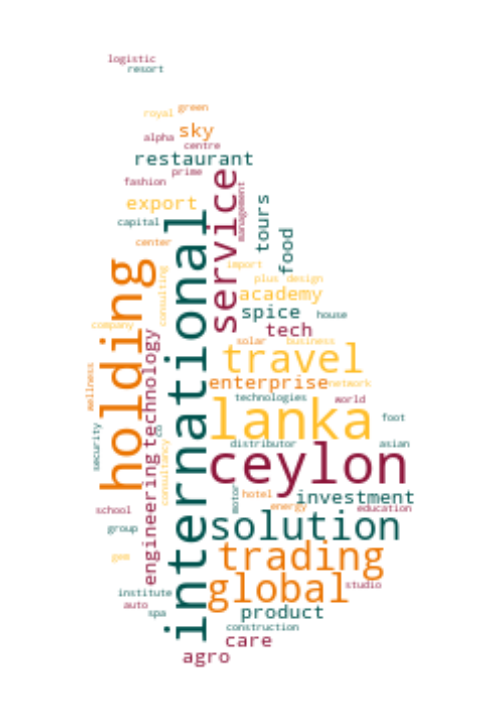 logistic
resort
green
royal
sky
alpha
centre
restaurant
prime
fashion
service
management
export
tours
capital
international
food
center
holding
consulting
import
plus
design
academy
spice
house
company
tech
technology
solar
business
travel
enterprise
network
wellness
technologies
world
lanka
foot
security
co
distributor
asian
consultancy
ceylon
engineering
motor
hotel
investment
energy
education
school
solution
group
trading
gem
global
studio
institute
auto
spa
product
construction
care
agro